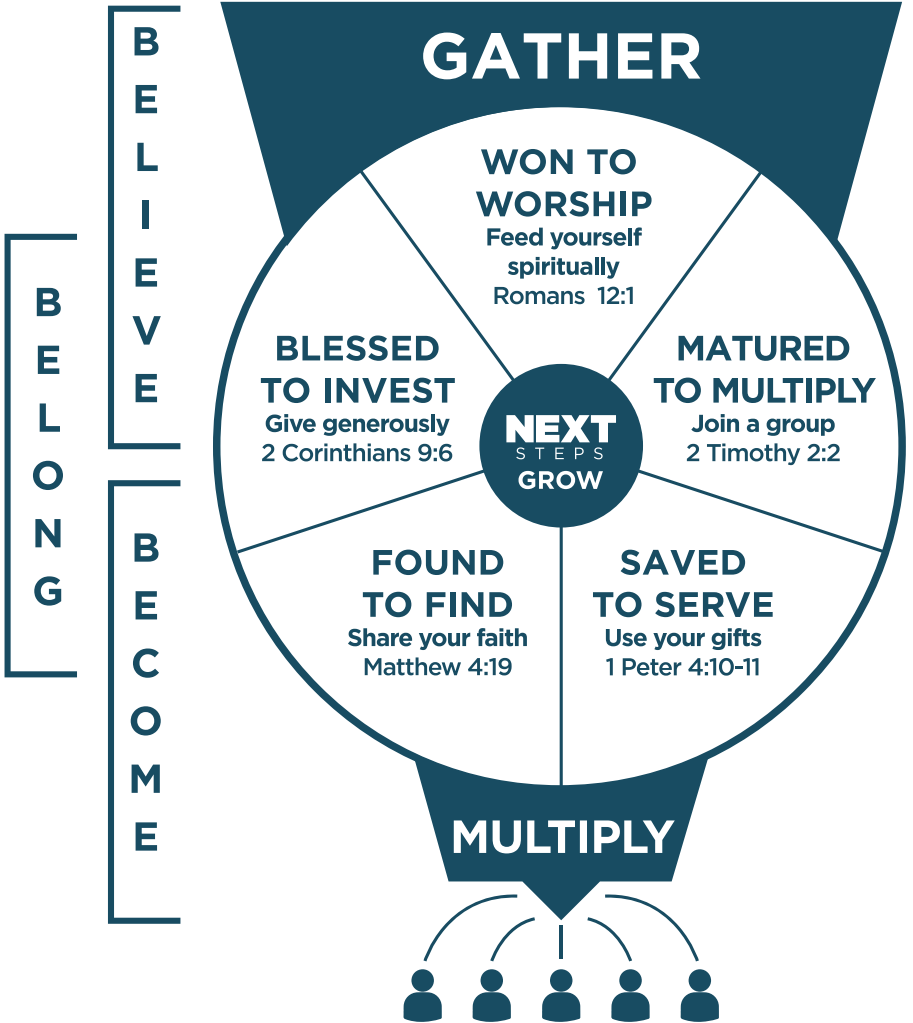 BELIEVE
BELONG
BECOME
GATHER
WON TO
WORSHIP
Feed yourself
spiritually
Romans 12:1
BLESSED
TO INVEST
Give generously
2 Corinthians 9:6
MATURED
TO MULTIPLY
Join a group
2 Timothy 2:2
NEXT
STEPS
GROW
FOUND
TO FIND
Share your faith
Matthew 4:19
SAVED
TO SERVE
Use your gifts
1 Peter 4:10-11
MULTIPLY